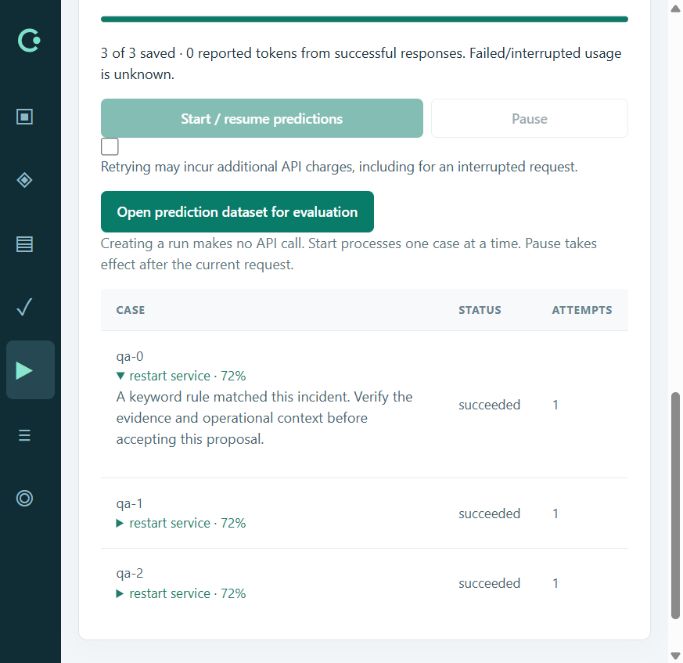 3 of 3 saved · 0 reported tokens from successful responses. Failed/interrupted usage
is unknown.
Start / resume predictions
Pause
Retrying may incur additional API charges, including for an interrupted request.
Open prediction dataset for evaluation
Creating a run makes no API call. Start processes one case at a time. Pause takes
effect after the current request.
CASE STATUS ATTEMPTS
qa-0
▼ restart service · 72%
A keyword rule matched this incident. Verify the
evidence and operational context before
accepting this proposal.
succeeded 1
qa-1
▶ restart service · 72%
succeeded 1
qa-2
▶ restart service · 72%
succeeded 1